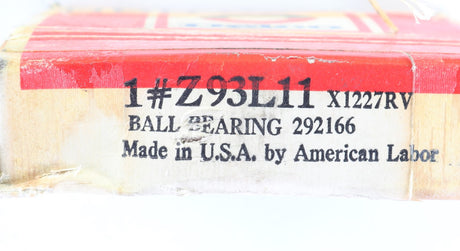 1#Z93L11 X1227RV
BALL BEARING 292166
Made in U.S.A. by American Labor